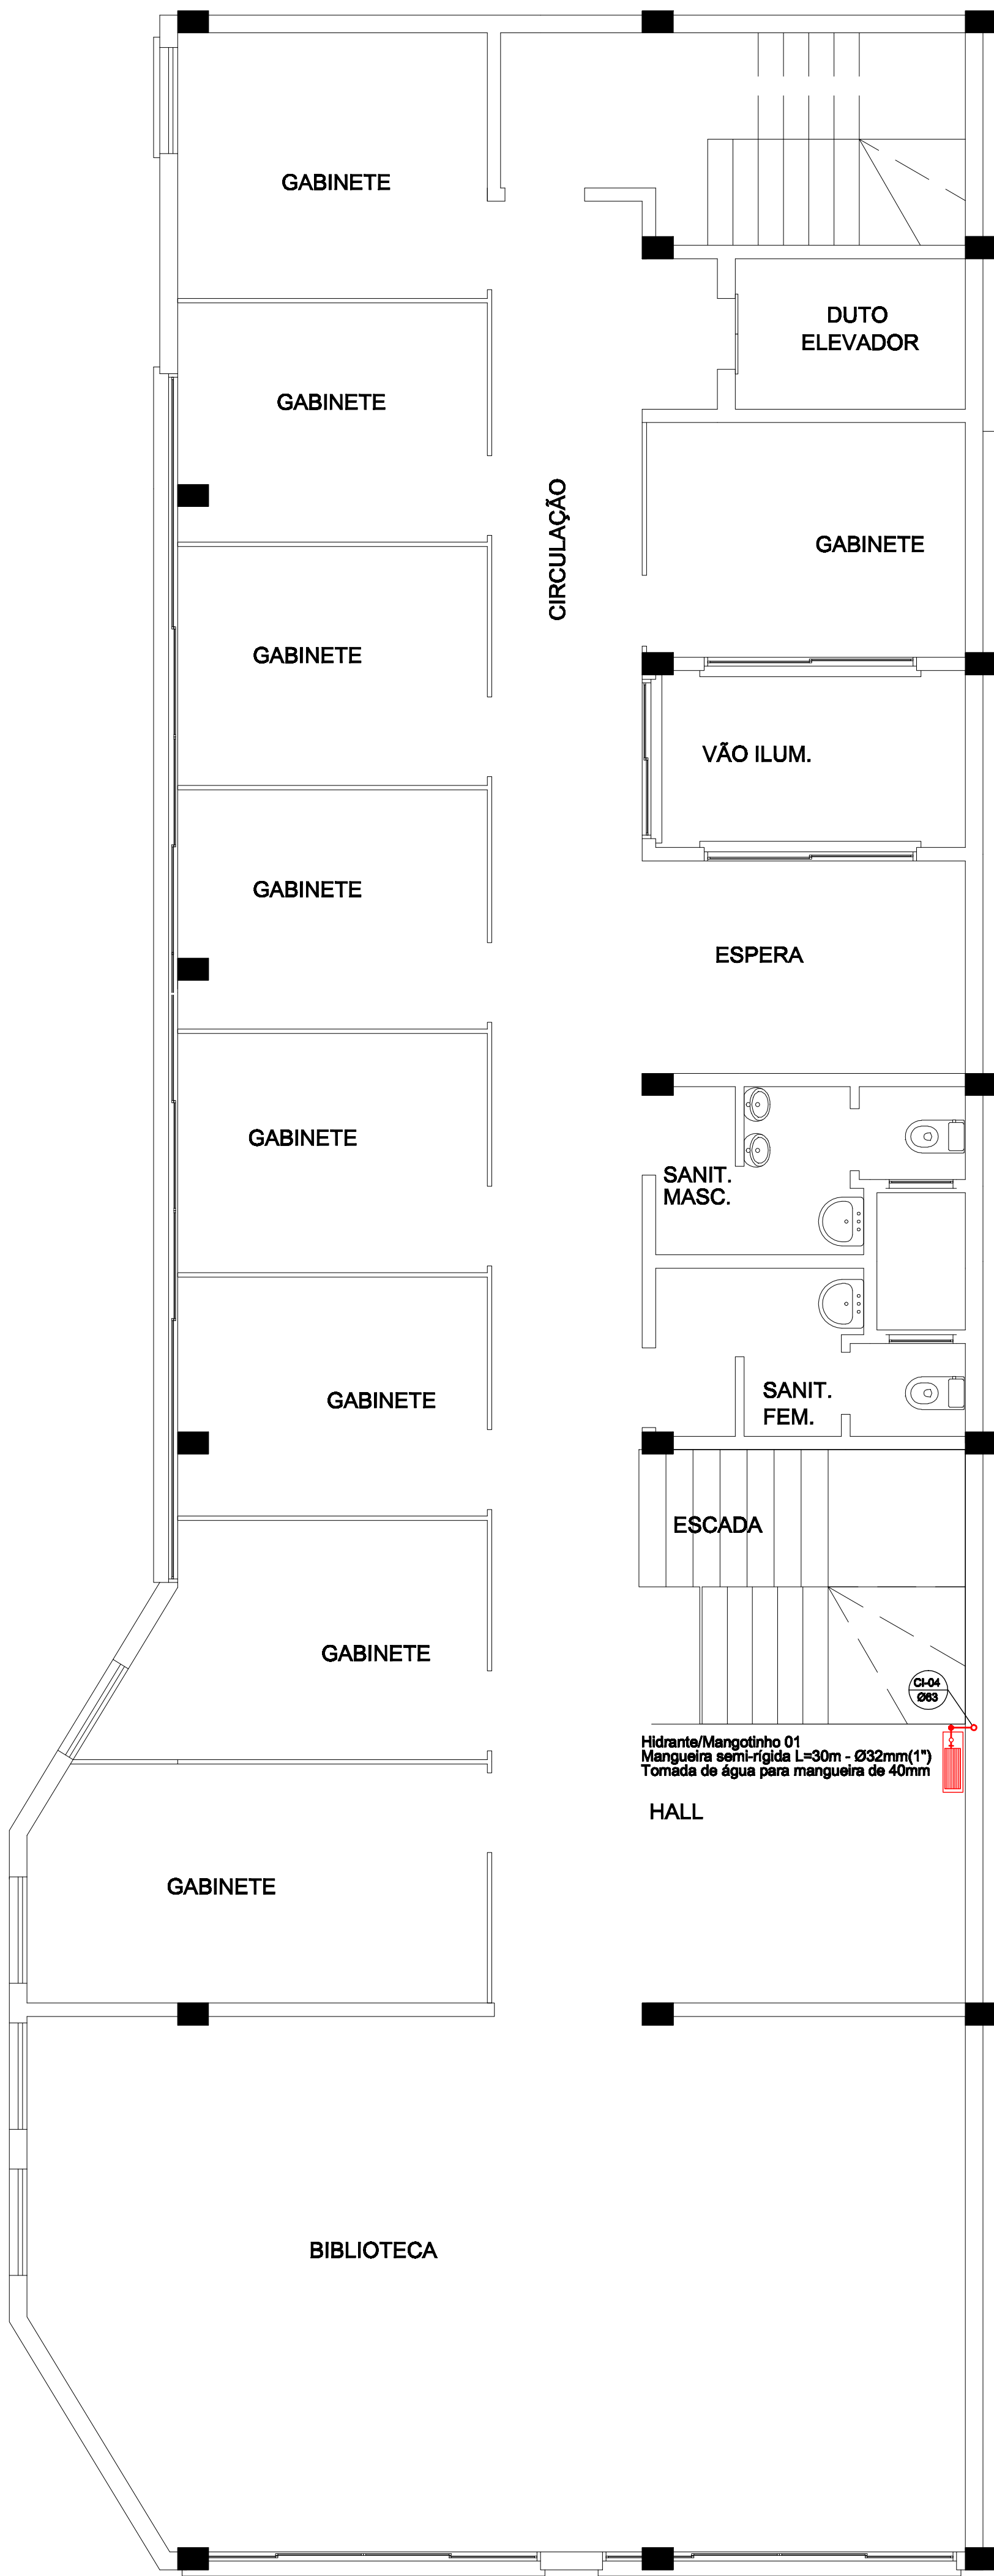 GABINETE
DUTO
ELEVADOR
GABINETE
CIRCULAÇÃO
GABINETE
GABINETE
VÃO ILUM.
GABINETE
ESPERA
GABINETE
SANIT.
MASC.
GABINETE
SANIT.
FEM.
ESCADA
GABINETE
CI-04
Ø63
Hidrante/Mangotinho 01
Mangueira semi-rígida L=30m - Ø32mm(1")
Tomada de água para mangueira de 40mm
HALL
GABINETE
BIBLIOTECA